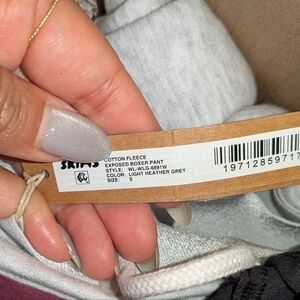 SKIMS
COTTON FLEECE
EXPOSED BOXER PANT
STYLE: WL-WLG-6891W
COLOR: LIGHT HEATHER GREY
SIZE: S
19712859717